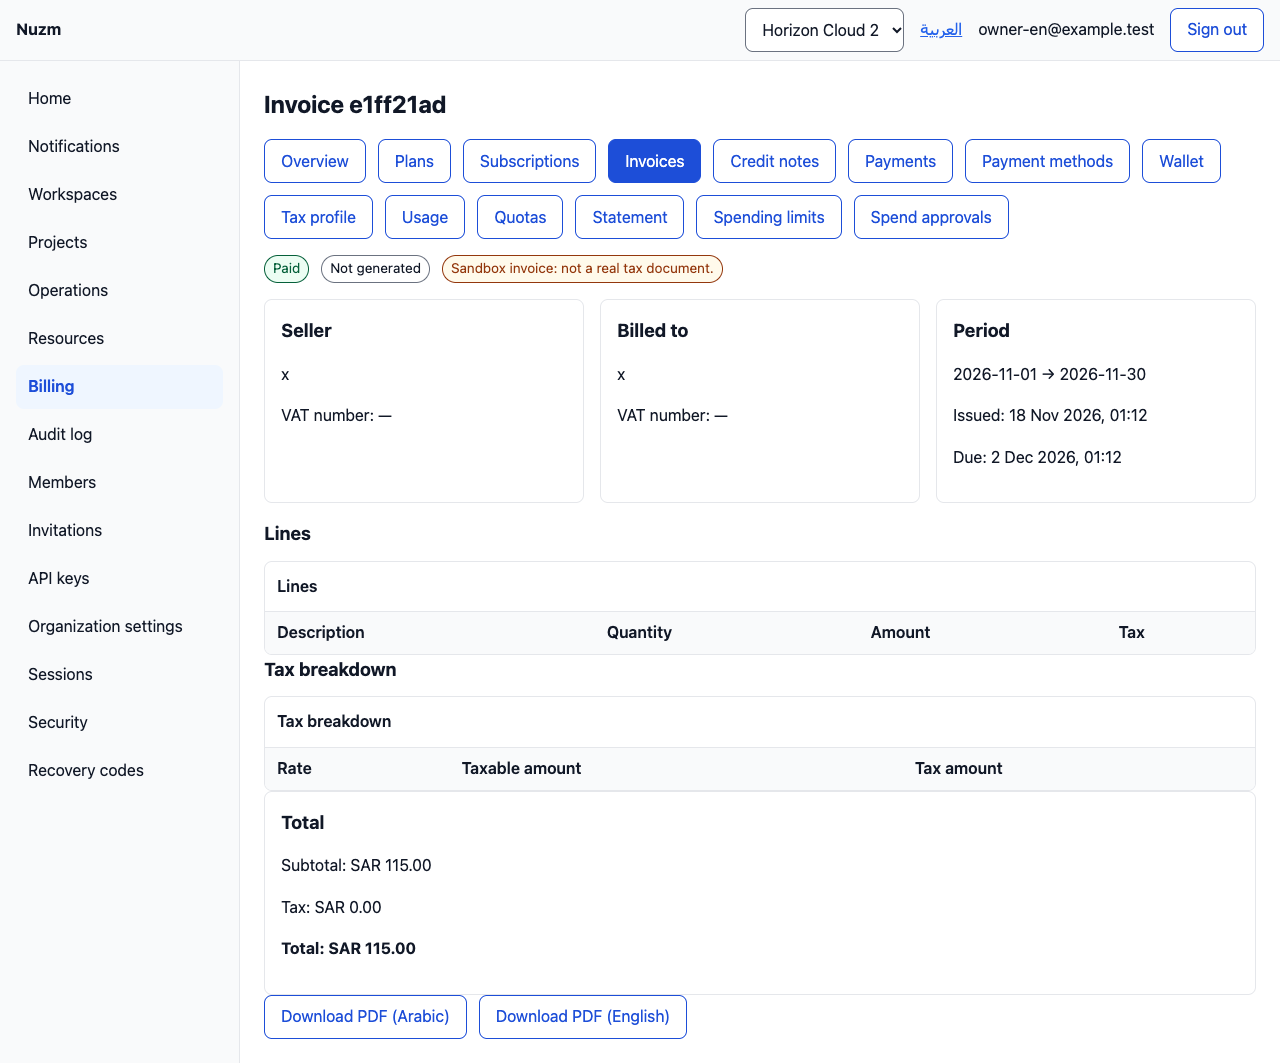 Nuzm
Horizon Cloud 2
العربية
owner-en@example.test
Sign out
Home
Notifications
Workspaces
Projects
Operations
Resources
Billing
Audit log
Members
Invitations
API keys
Organization settings
Sessions
Security
Recovery codes
Invoice e1ff21ad
Overview
Plans
Subscriptions
Invoices
Credit notes
Payments
Payment methods
Wallet
Tax profile
Usage
Quotas
Statement
Spending limits
Spend approvals
Paid
Not generated
Sandbox invoice: not a real tax document.
Seller
x
VAT number: —
Billed to
x
VAT number: —
Period
2026-11-01 → 2026-11-30
Issued: 18 Nov 2026, 01:12
Due: 2 Dec 2026, 01:12
Lines
Lines
Description Quantity Amount Tax
Tax breakdown
Tax breakdown
Rate Taxable amount Tax amount
Total
Subtotal: SAR 115.00
Tax: SAR 0.00
Total: SAR 115.00
Download PDF (Arabic)
Download PDF (English)